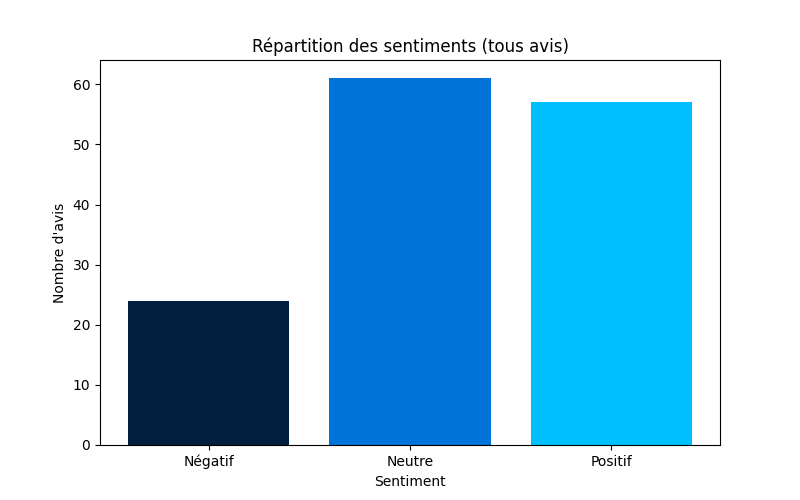 Répartition des sentiments (tous avis)
Nombre d'avis
60
50
40
30
20
10
0
Négatif
Neutre
Positif
Sentiment